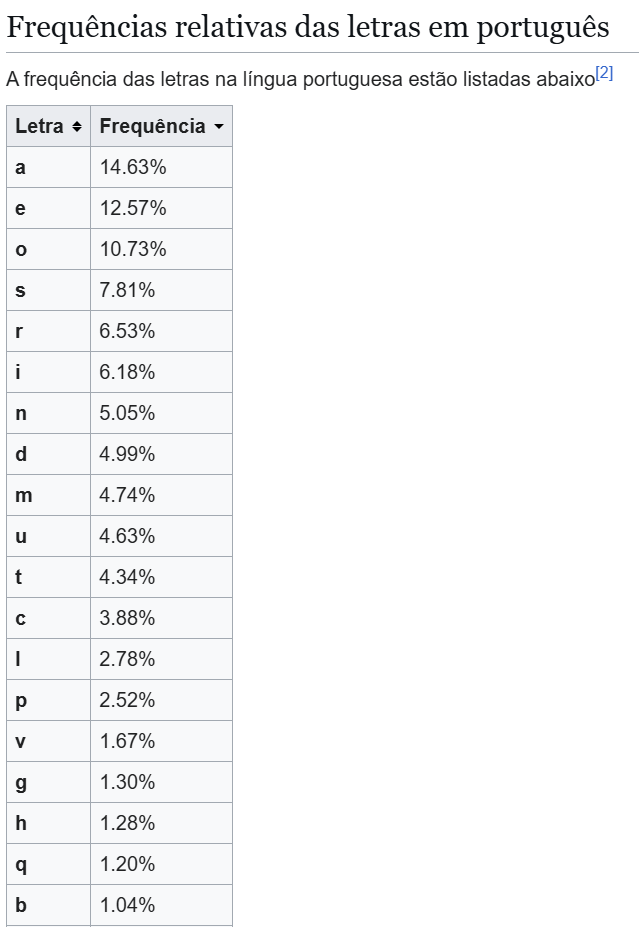 Frequências relativas das letras em português
A frequência das letras na língua portuguesa estão listadas abaixo[2]
Letra Frequência
a 14.63%
e 12.57%
o 10.73%
s 7.81%
r 6.53%
i 6.18%
n 5.05%
d 4.99%
m 4.74%
u 4.63%
t 4.34%
c 3.88%
l 2.78%
p 2.52%
v 1.67%
g 1.30%
h 1.28%
q 1.20%
b 1.04%